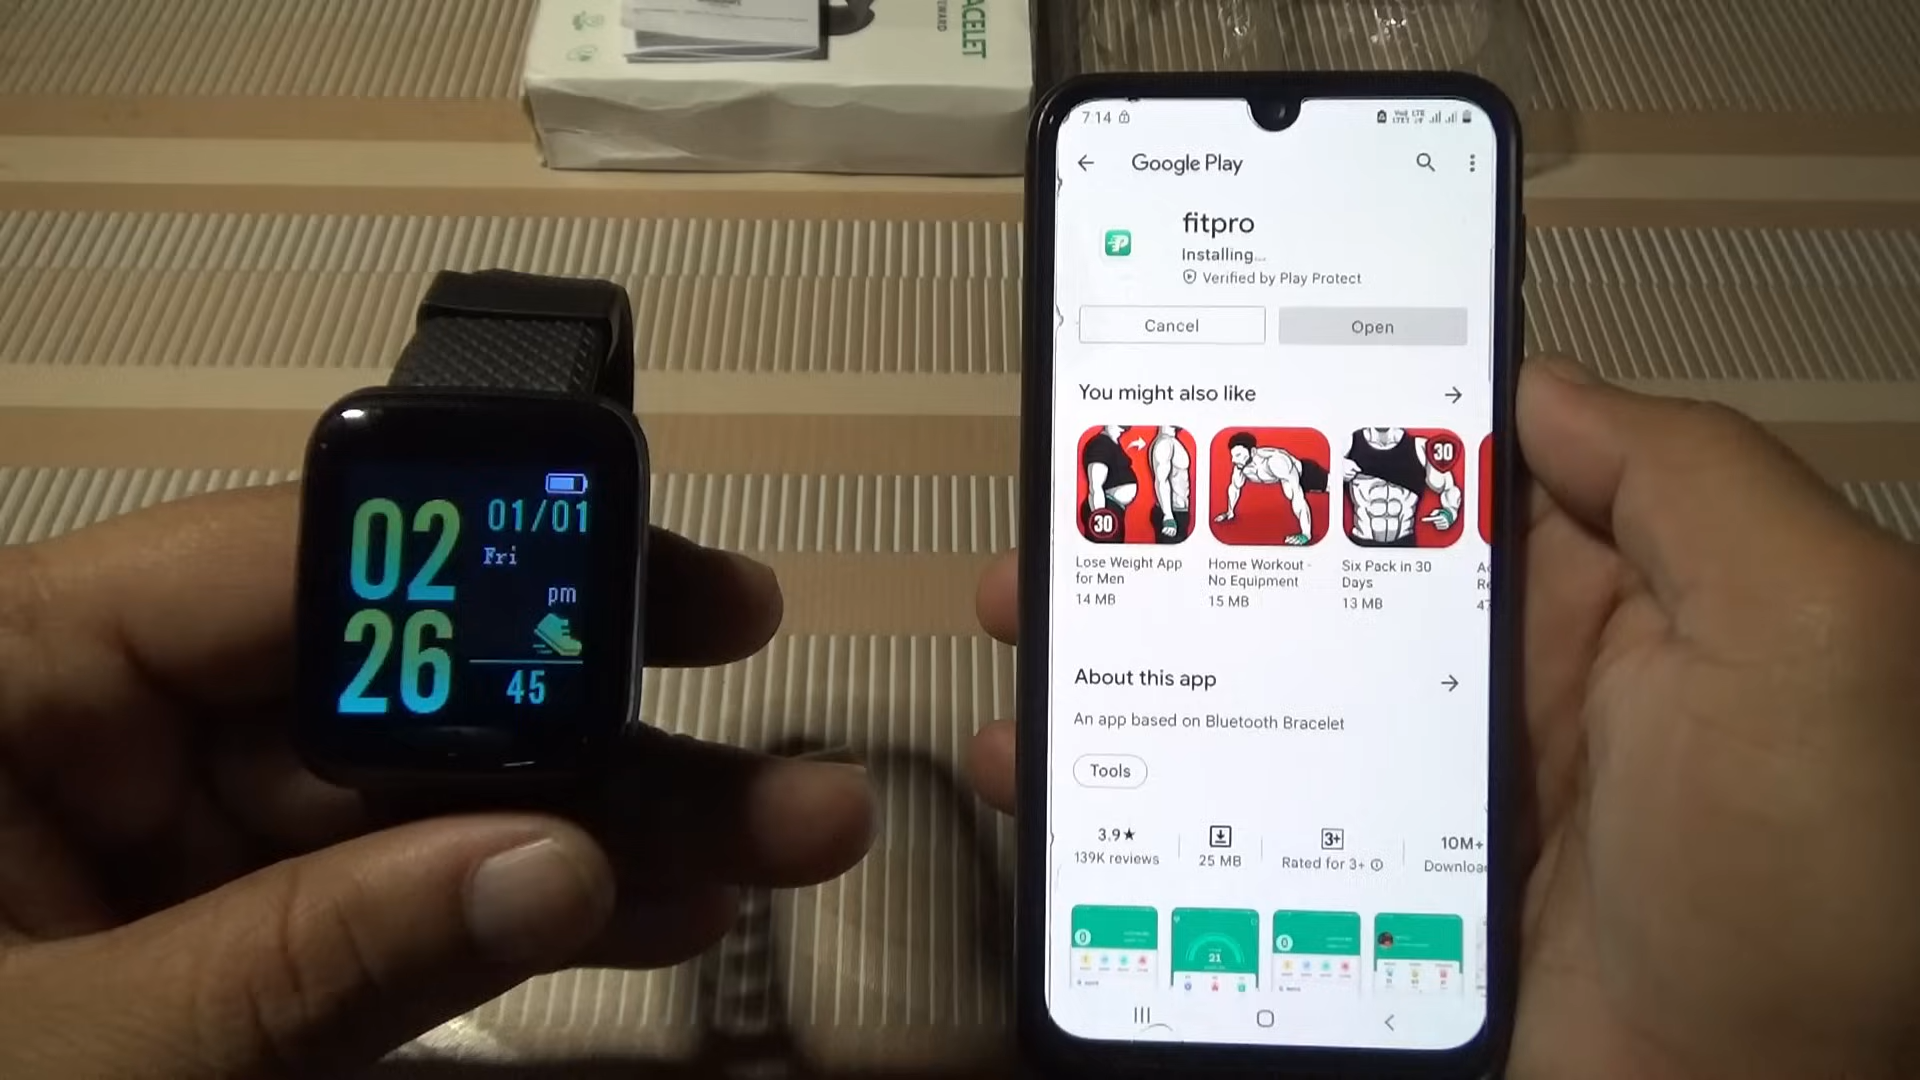 ACELET
02
26
01/01
Fri
pm
45
7:14
Google Play
fitpro
Installing...
Verified by Play Protect
Cancel
Open
You might also like
30
30
Lose Weight App
for Men
14 MB
Home Workout -
No Equipment
15 MB
Six Pack in 30
Days
13 MB
About this app
An app based on Bluetooth Bracelet
Tools
3.9★
139K reviews
25 MB
3+
Rated for 3+
10M+
Downloa
21